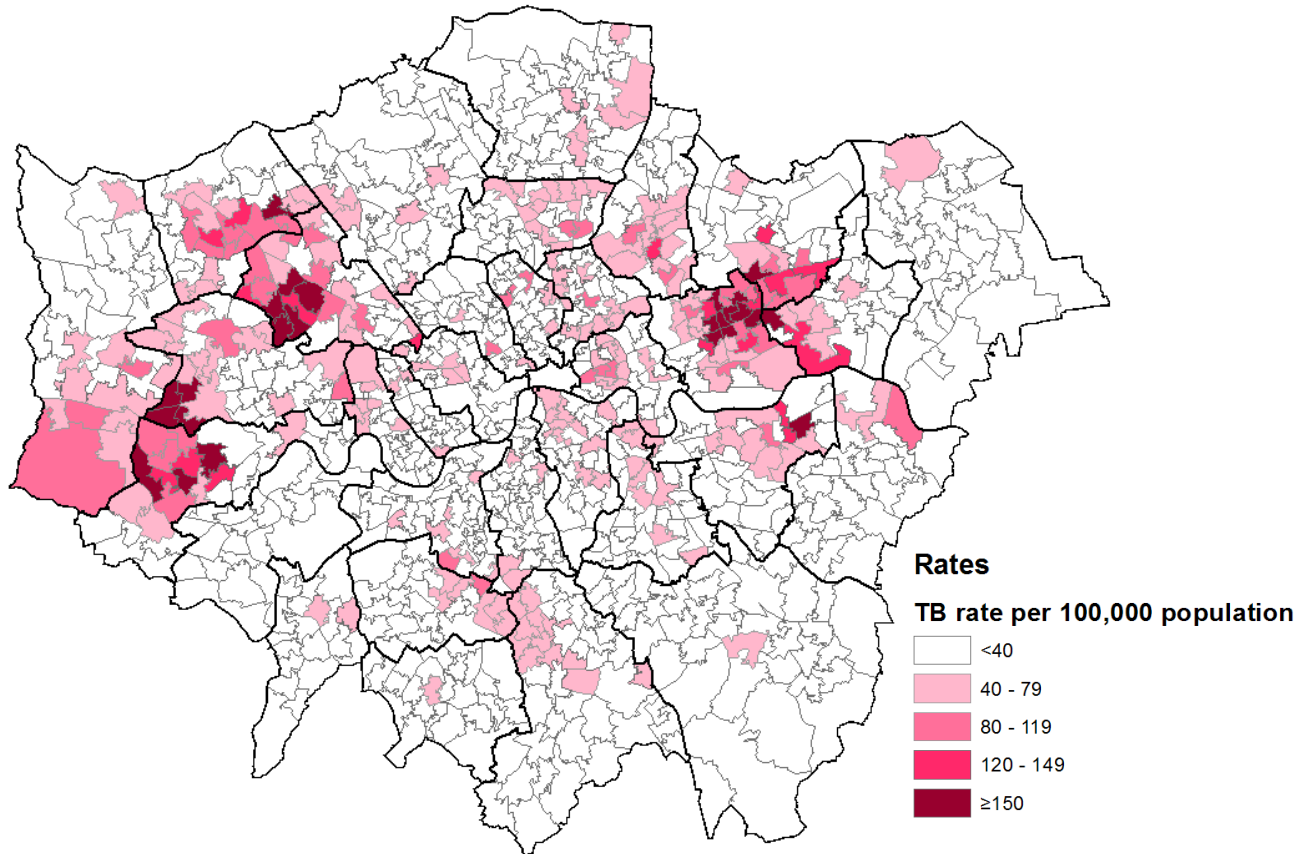 Rates
TB rate per 100,000 population
<40
40 - 79
80 - 119
120 - 149
≥150